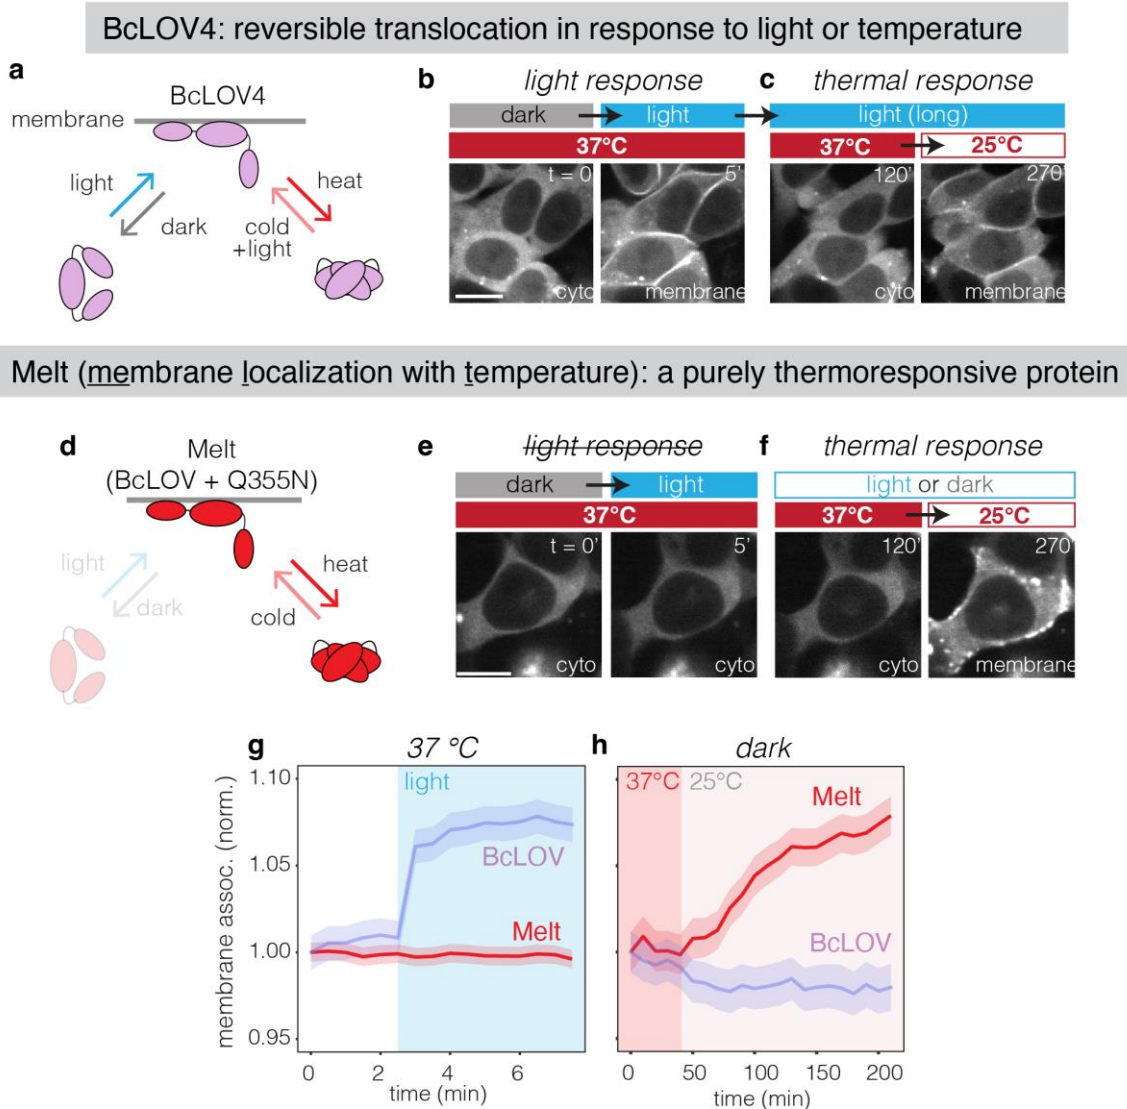 BcLOV4: reversible translocation in response to light or temperature
a
BcLOV4
membrane
light
dark
heat
cold
+light
b
light response
dark
light
37°C
t = 0
5'
cyto
membrane
c
thermal response
light (long)
37°C
25°C
120'
270'
cyto
membrane
Melt (membrane localization with temperature): a purely thermoresponsive protein
d
Melt
(BcLOV + Q355N)
light
dark
heat
cold
e
light response
dark
light
37°C
t = 0'
5'
cyto
cyto
f
thermal response
light or dark
37°C
25°C
120'
270'
cyto
membrane
g
37 °C
light
membrane assoc. (norm.)
1.10
1.05
1.00
0.95
BcLOV
Melt
0
2
4
6
time (min)
h
dark
37°C
25°C
Melt
BcLOV
0
50
100
150
200
time (min)